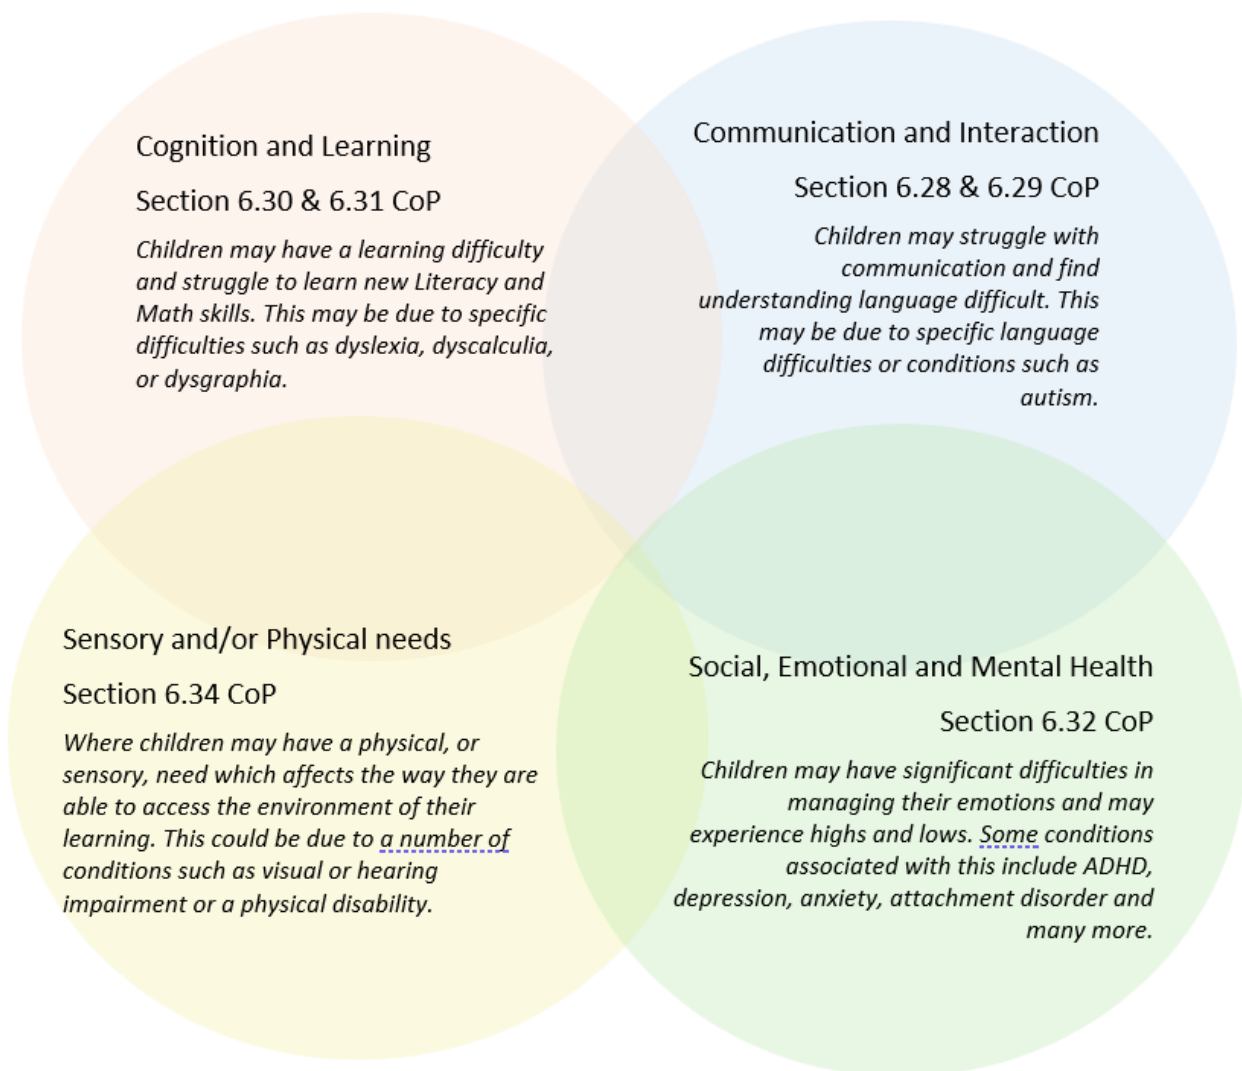 Cognition and Learning
Section 6.30 & 6.31 CoP
Children may have a learning difficulty
and struggle to learn new Literacy and
Math skills. This may be due to specific
difficulties such as dyslexia, dyscalculia,
or dysgraphia.
Communication and Interaction
Section 6.28 & 6.29 CoP
Children may struggle with
communication and find
understanding language difficult. This
may be due to specific language
difficulties or conditions such as
autism.
Sensory and/or Physical needs
Section 6.34 CoP
Where children may have a physical, or
sensory, need which affects the way they are
able to access the environment of their
learning. This could be due to a number of
conditions such as visual or hearing
impairment or a physical disability.
Social, Emotional and Mental Health
Section 6.32 CoP
Children may have significant difficulties in
managing their emotions and may
experience highs and lows. Some conditions
associated with this include ADHD,
depression, anxiety, attachment disorder and
many more.